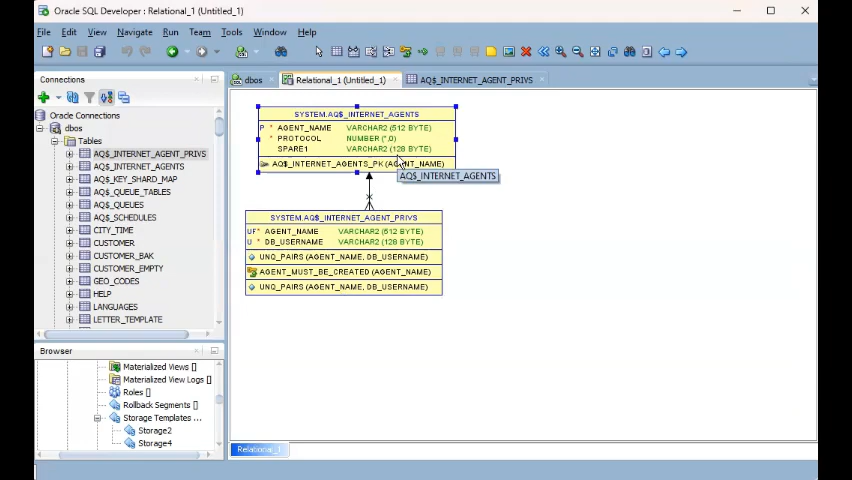 Oracle SQL Developer : Relational_1 (Untitled_1)
File Edit View Navigate Run Team Tools Window Help
Connections
dbos
Relational_1 (Untitled_1)
AQ$_INTERNET_AGENT_PRIVS
Oracle Connections
dbos
Tables
AQ$_INTERNET_AGENT_PRIVS
AQ$_INTERNET_AGENTS
AQ$_KEY_SHARD_MAP
AQ$_QUEUE_TABLES
AQ$_QUEUES
AQ$_SCHEDULES
CITY_TIME
CUSTOMER
CUSTOMER_BAK
CUSTOMER_EMPTY
GEO_CODES
HELP
LANGUAGES
LETTER_TEMPLATE
SYSTEM.AQ$_INTERNET_AGENTS
P * AGENT_NAME VARCHAR2 (512 BYTE)
* PROTOCOL NUMBER (*,0)
SPARE1 VARCHAR2 (128 BYTE)
AQ$_INTERNET_AGENTS_PK (AGENT_NAME)
AQ$_INTERNET_AGENTS
SYSTEM.AQ$_INTERNET_AGENT_PRIVS
UF* AGENT_NAME VARCHAR2 (512 BYTE)
U * DB_USERNAME VARCHAR2 (128 BYTE)
UNQ_PAIRS (AGENT_NAME, DB_USERNAME)
AGENT_MUST_BE_CREATED (AGENT_NAME)
UNQ_PAIRS (AGENT_NAME, DB_USERNAME)
Browser
Materialized Views []
Materialized View Logs []
Roles []
Rollback Segments []
Storage Templates ...
Storage2
Storage4
Relational_1